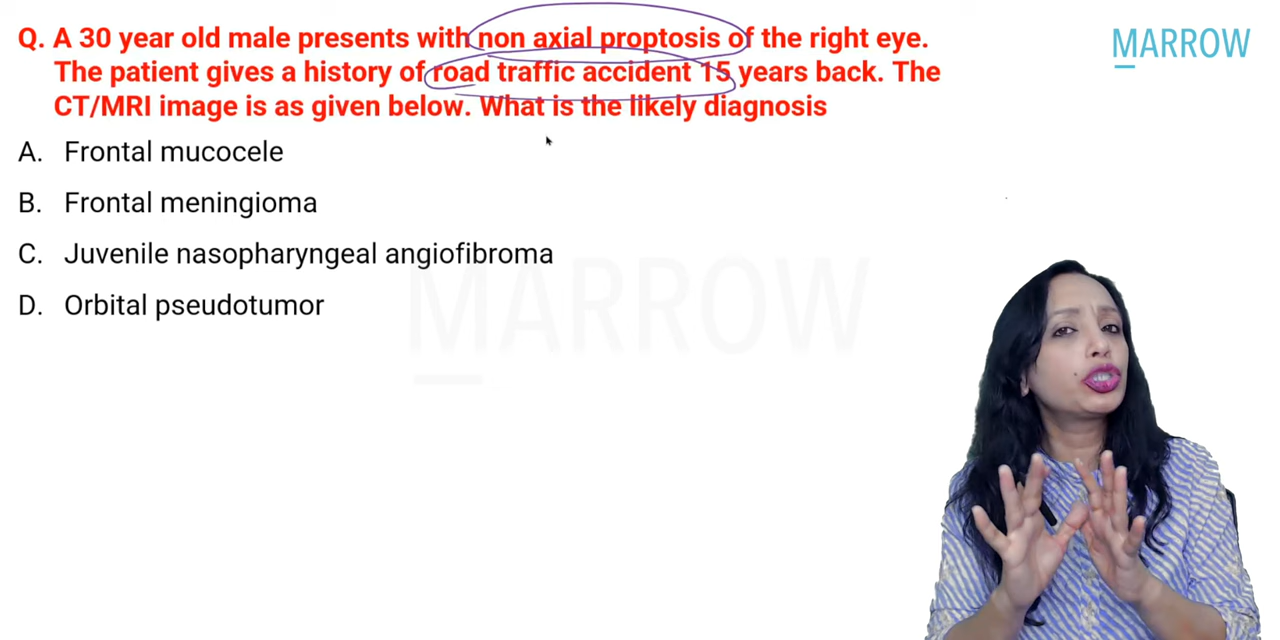 Q. A 30 year old male presents with non axial proptosis of the right eye.
The patient gives a history of road traffic accident 15 years back. The
CT/MRI image is as given below. What is the likely diagnosis
MARROW
A. Frontal mucocele
B. Frontal meningioma
C. Juvenile nasopharyngeal angiofibroma
D. Orbital pseudotumor
MARROW